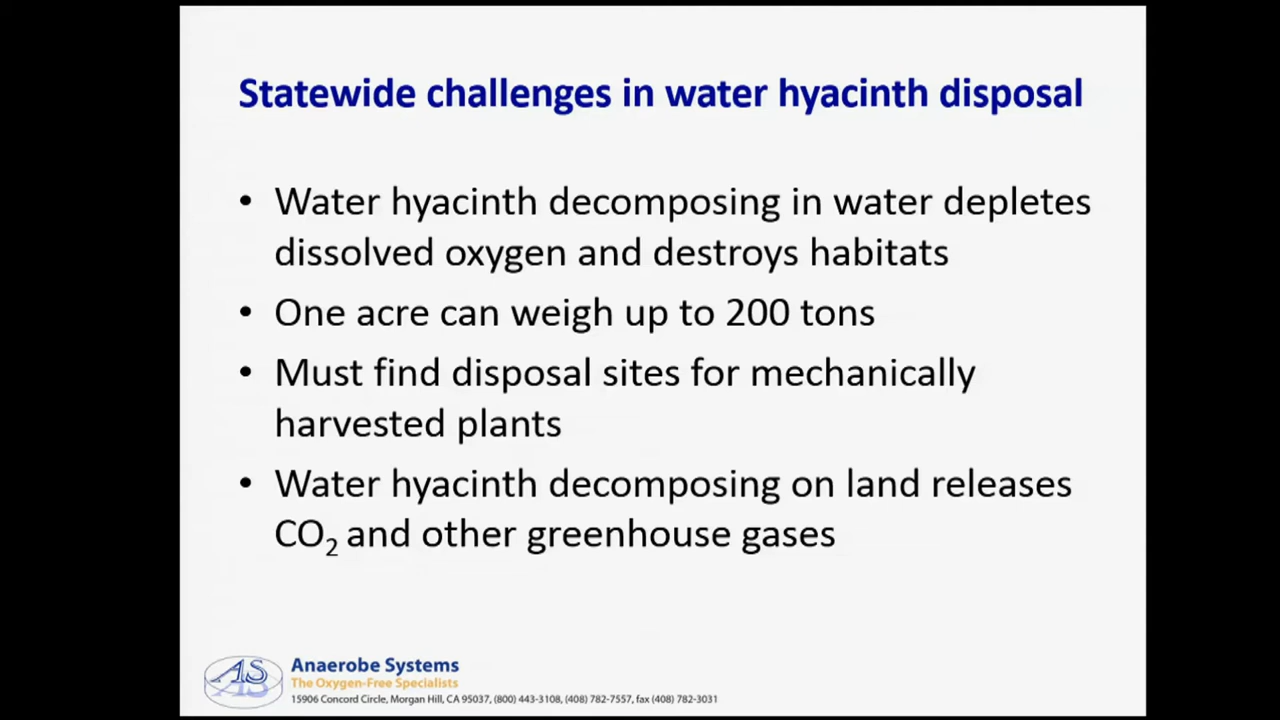 Statewide challenges in water hyacinth disposal
• Water hyacinth decomposing in water depletes
dissolved oxygen and destroys habitats
• One acre can weigh up to 200 tons
• Must find disposal sites for mechanically
harvested plants
• Water hyacinth decomposing on land releases
CO₂ and other greenhouse gases
AS
Anaerobe Systems
The Oxygen-Free Specialists
15906 Concord Circle, Morgan Hill, CA 95037, (800) 443-3108, (408) 782-7557, fax (408) 782-3031